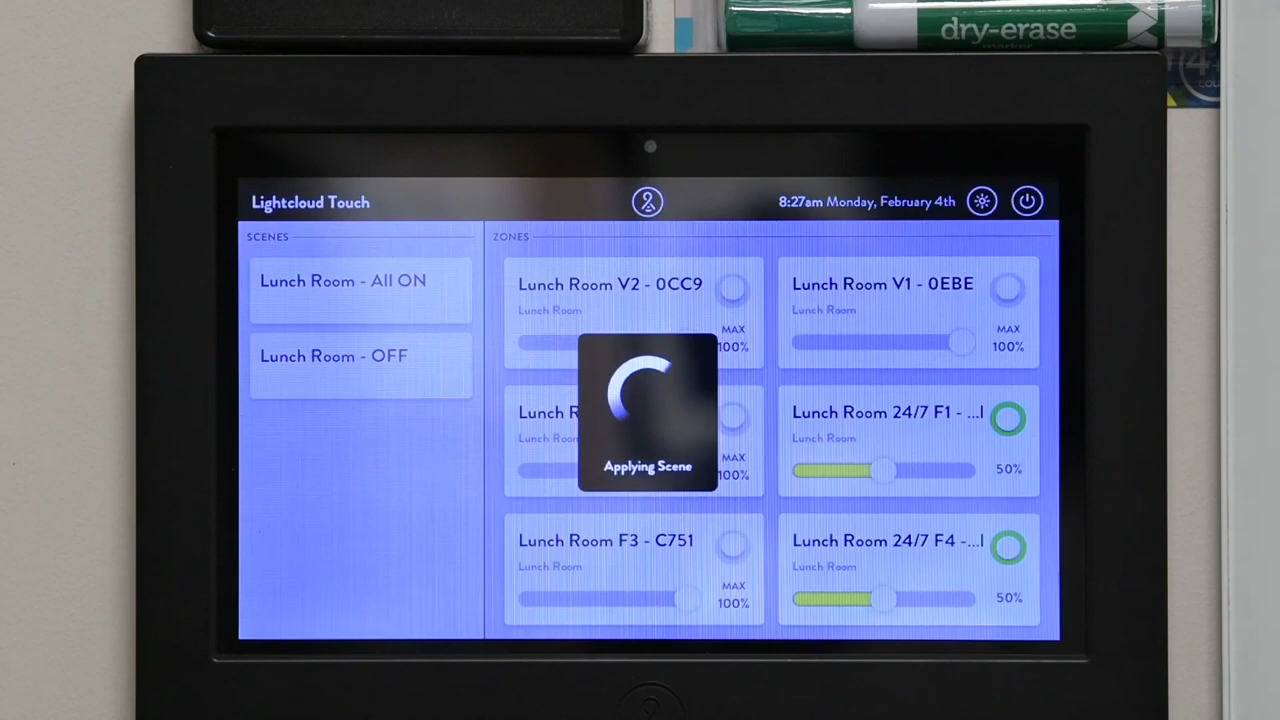 dry-erase
marker
Lightcloud Touch
8:27am Monday, February 4th
SCENES
ZONES
Lunch Room - All ON
Lunch Room - OFF
Lunch Room V2 - 0CC9
Lunch Room
MAX
100%
Lunch Room V1 - 0EBE
Lunch Room
MAX
100%
Lunch R
Lunch Room
MAX
100%
Lunch Room 24/7 F1 - ...l
Lunch Room
50%
Lunch Room F3 - C751
Lunch Room
MAX
100%
Lunch Room 24/7 F4 -...l
Lunch Room
50%
Applying Scene